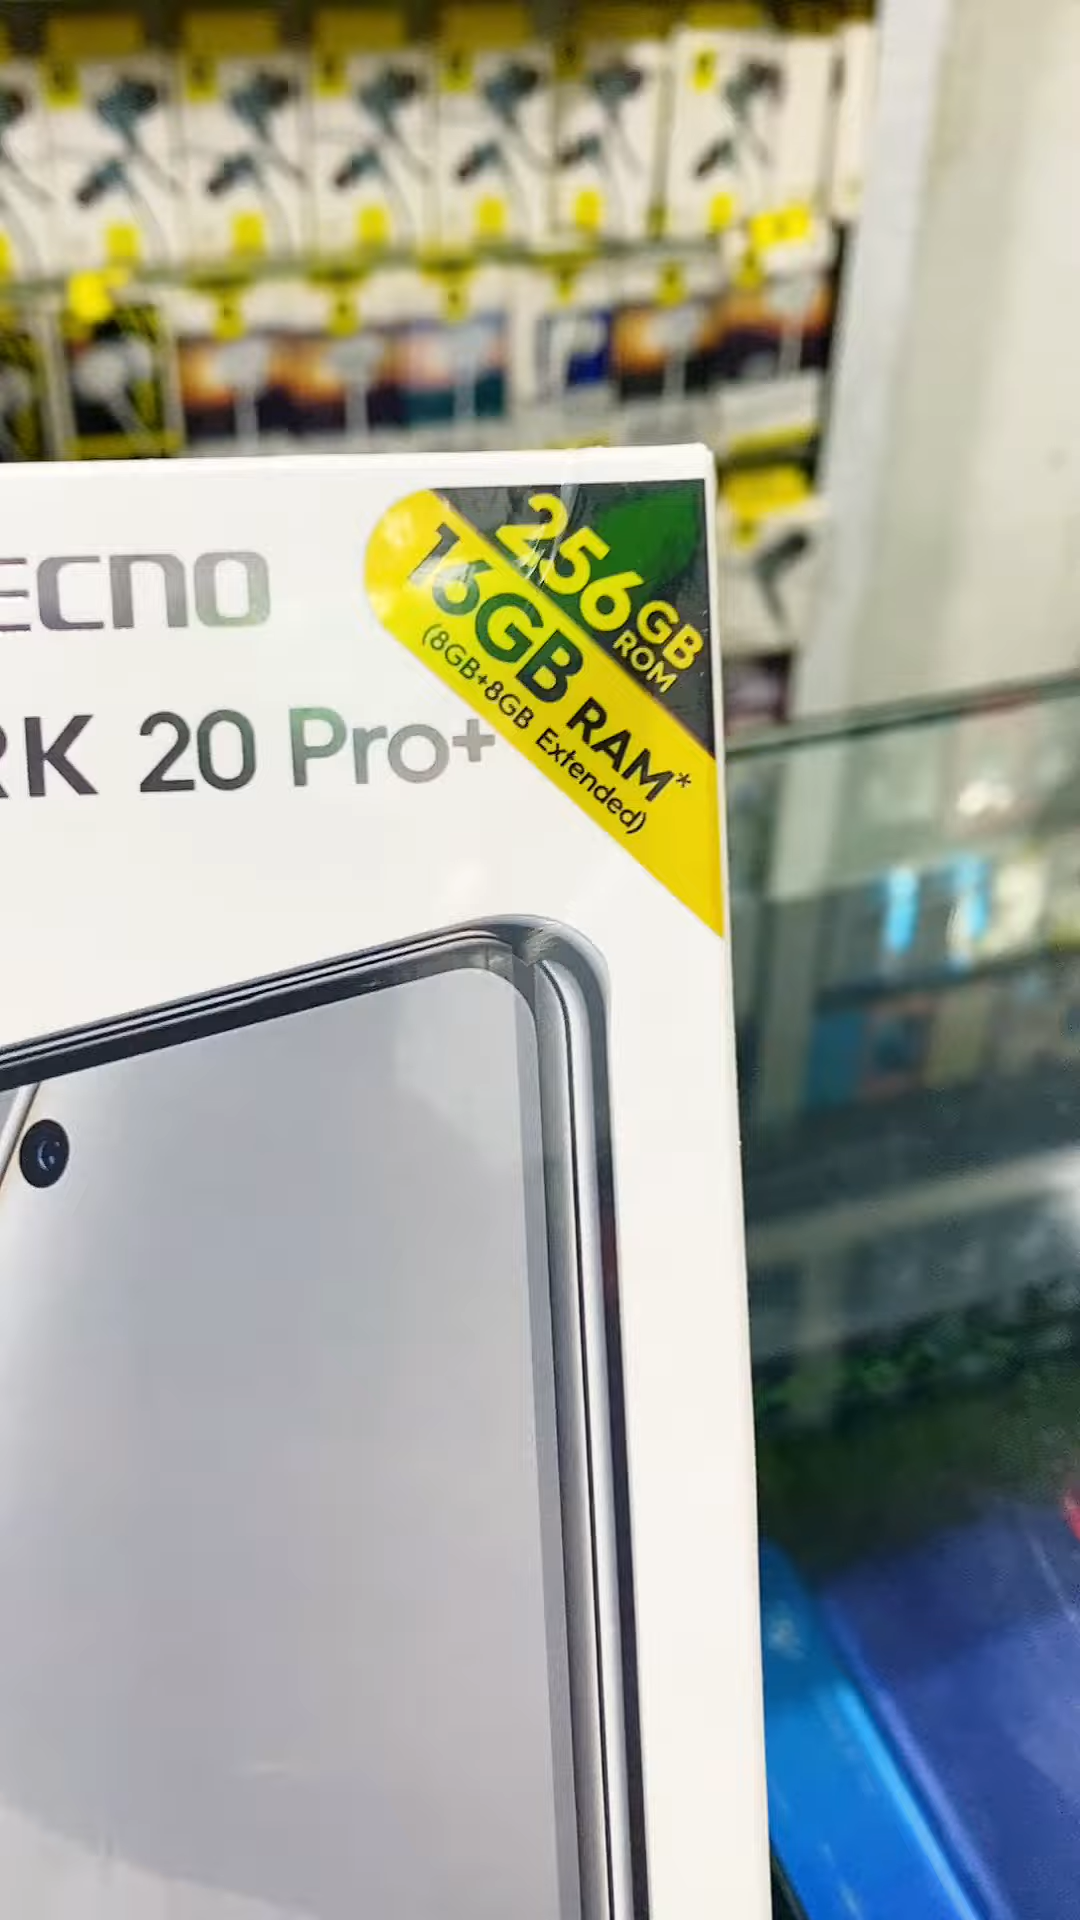 ECNO
RK 20 Pro+
256GB
ROM
16GB RAM*
(8GB+8GB Extended)